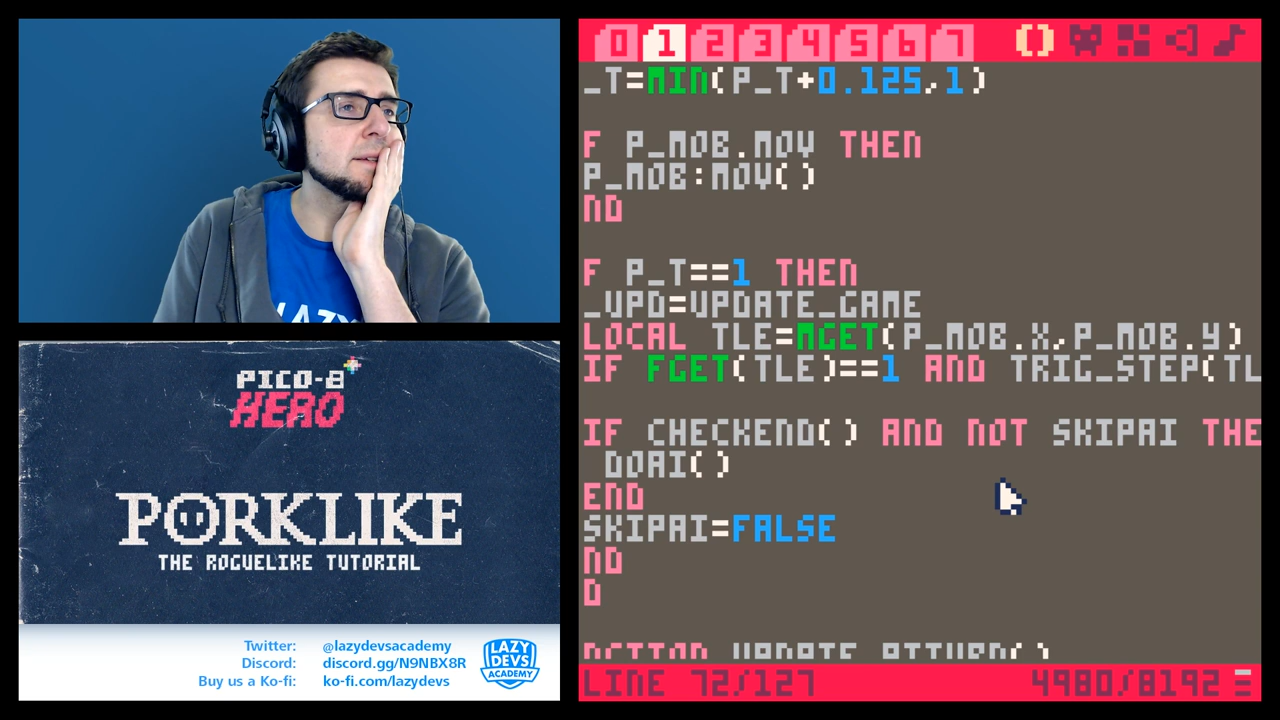 LAZY
PICO-8
HERO
PORKLIKE
THE ROGUELIKE TUTORIAL
Twitter: @lazydevsacademy
Discord: discord.gg/N9NBX8R
Buy us a Ko-fi: ko-fi.com/lazydevs
LAZY
DEVS
ACADEMY
0 1 2 3 4 5 6 7 ()
_T=MIN(P_T+0.125,1)
F P_MOB.MOV THEN
P_MOB:MOV()
ND
F P_T==1 THEN
_UPD=UPDATE_GAME
LOCAL TLE=MGET(P_MOB.X,P_MOB.Y)
IF FGET(TLE)==1 AND TRIG_STEP(TL
IF CHECKEND() AND NOT SKIPAI THE
DOAI()
END
SKIPAI=FALSE
ND
D
LINE 72/127 4980/8192